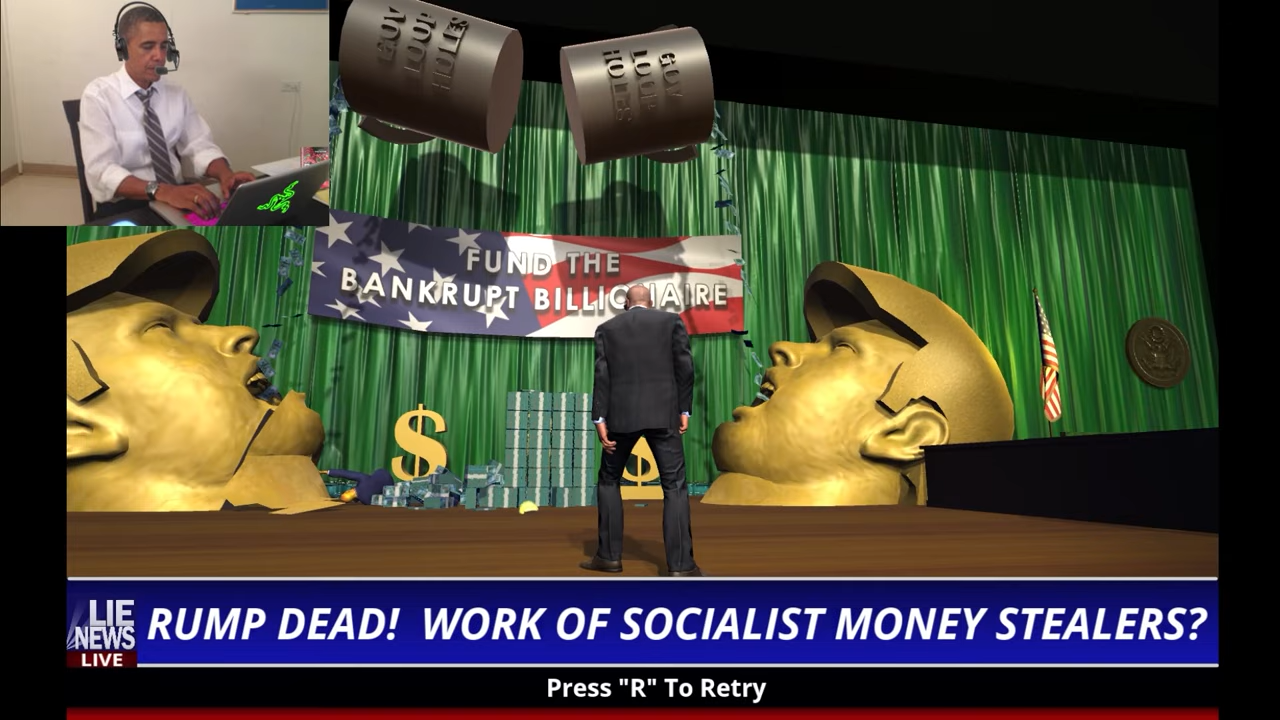 GOV
LOOP
HOLES
GOV
LOOP
HOLES
FUND THE
BANKRUPT BILLIONAIRE
$
$
LIE
NEWS
LIVE
RUMP DEAD! WORK OF SOCIALIST MONEY STEALERS?
Press "R" To Retry